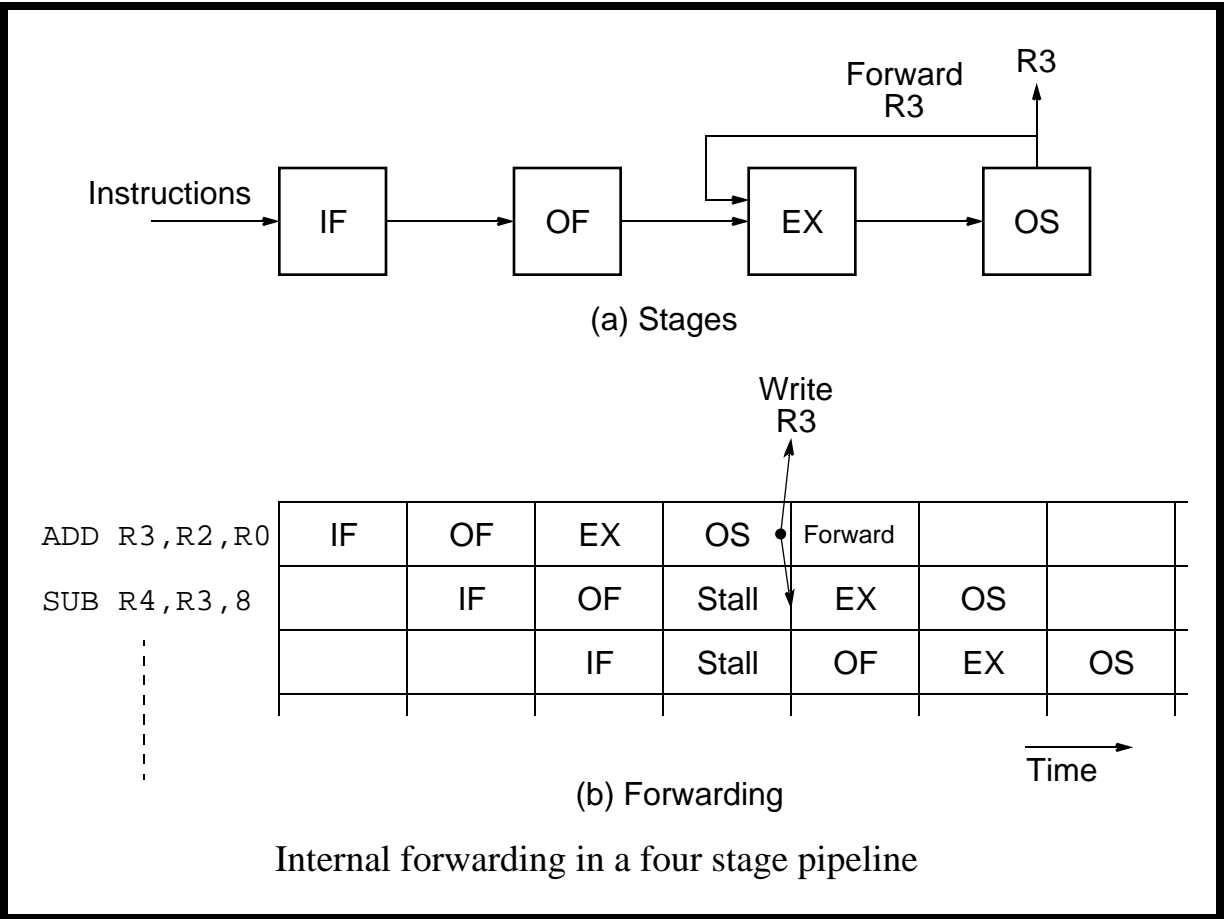 Forward
R3
R3
Instructions
IF
OF
EX
OS
(a) Stages
Write
R3
ADD R3,R2,R0 IF OF EX OS Forward
SUB R4,R3,8 IF OF Stall EX OS
IF Stall OF EX OS
Time
(b) Forwarding
Internal forwarding in a four stage pipeline